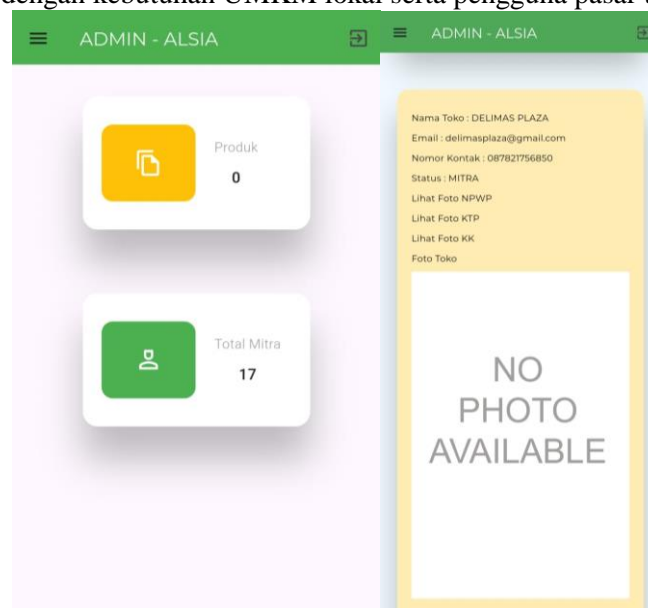 dengan kebutuhan UMKM lokal serta pengguna pasar
ADMIN - ALSIA
Produk
0
Total Mitra
17
ADMIN - ALSIA
Nama Toko : DELIMAS PLAZA
Email : delimasplaza@gmail.com
Nomor Kontak : 087821756850
Status : MITRA
Lihat Foto NPWP
Lihat Foto KTP
Lihat Foto KK
Foto Toko
NO
PHOTO
AVAILABLE